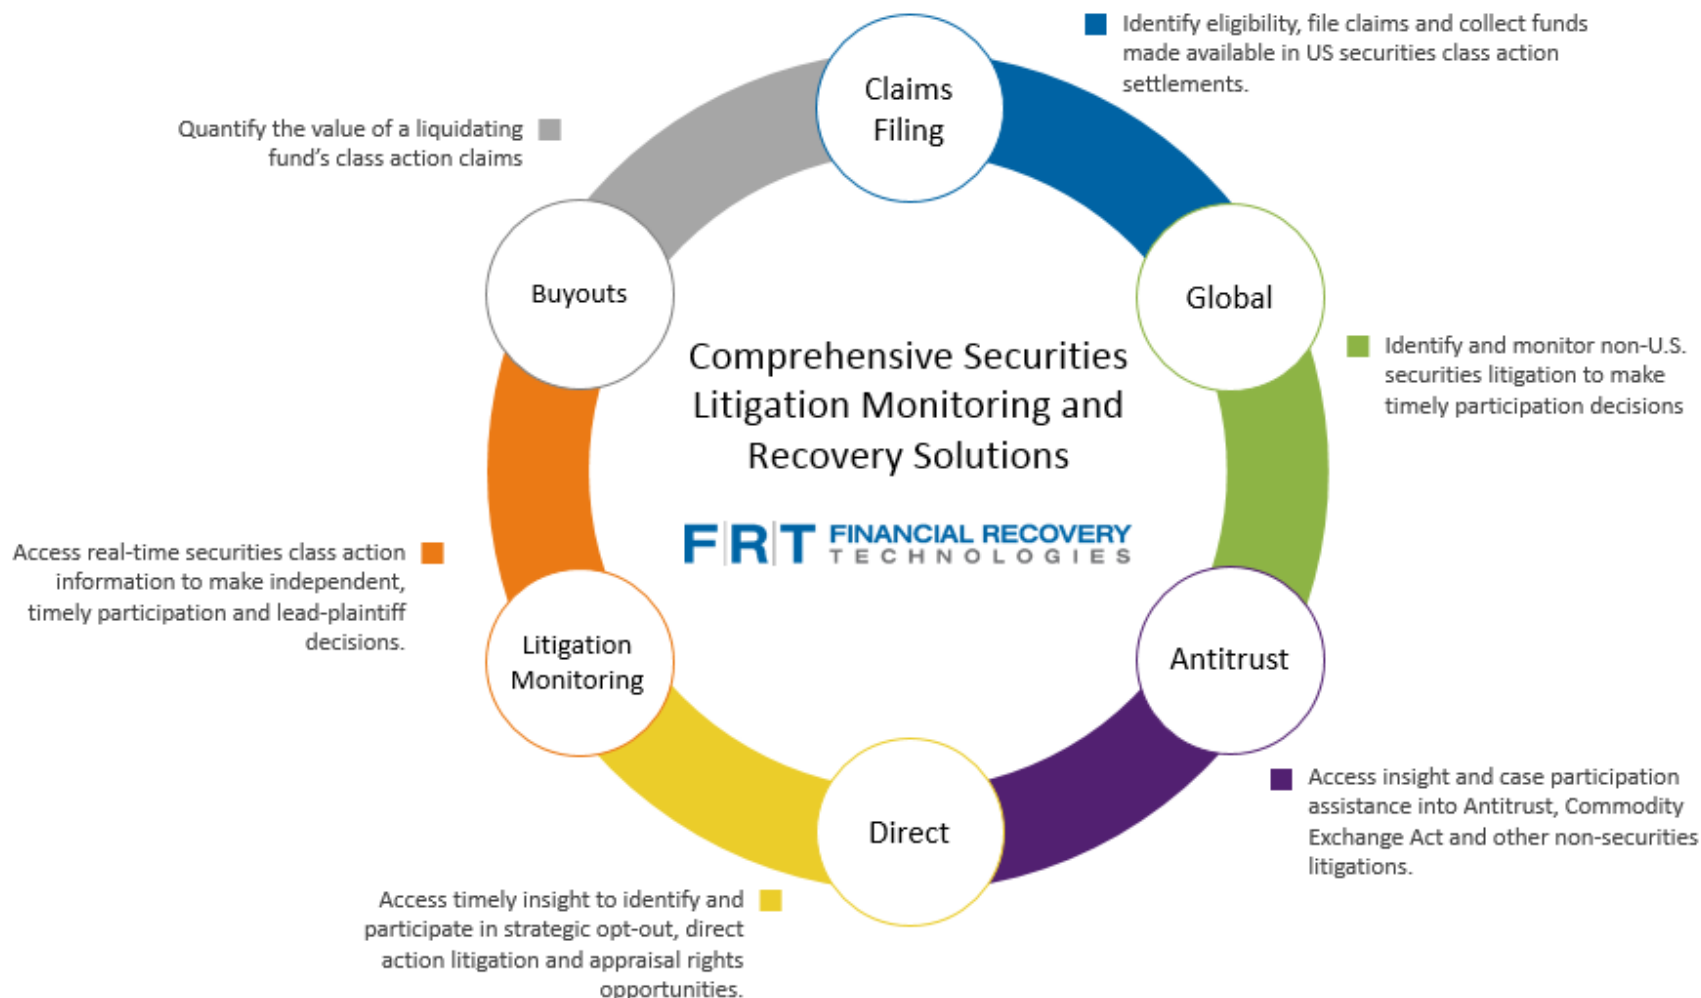 Claims
Filing
Identify eligibility, file claims and collect funds
made available in US securities class action
settlements.
Global
Identify and monitor non-U.S.
securities litigation to make
timely participation decisions
Antitrust
Access insight and case participation
assistance into Antitrust, Commodity
Exchange Act and other non-securities
litigations.
Direct
Access timely insight to identify and
participate in strategic opt-out, direct
action litigation and appraisal rights
opportunities.
Litigation
Monitoring
Access real-time securities class action
information to make independent,
timely participation and lead-plaintiff
decisions.
Buyouts
Quantify the value of a liquidating
fund's class action claims
Comprehensive Securities
Litigation Monitoring and
Recovery Solutions
F|R|T FINANCIAL RECOVERY
TECHNOLOGIES